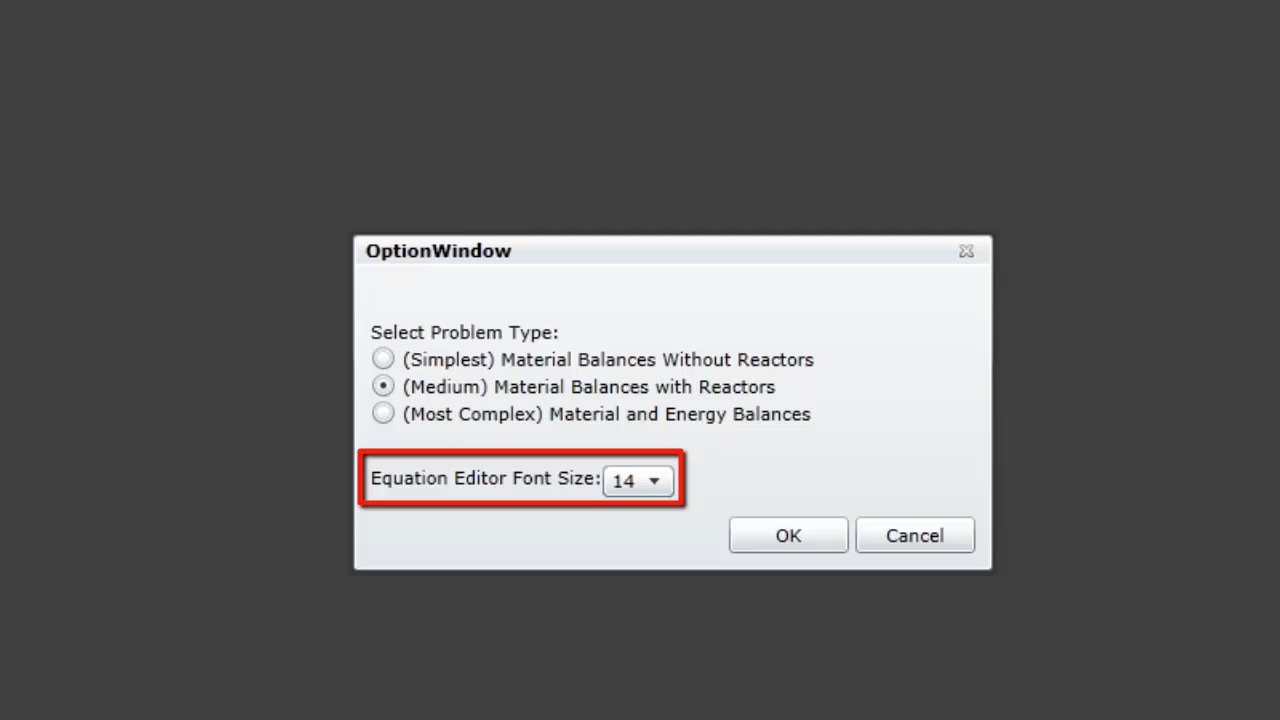 OptionWindow
Select Problem Type:
(Simplest) Material Balances Without Reactors
(Medium) Material Balances with Reactors
(Most Complex) Material and Energy Balances
Equation Editor Font Size: 14
OK Cancel